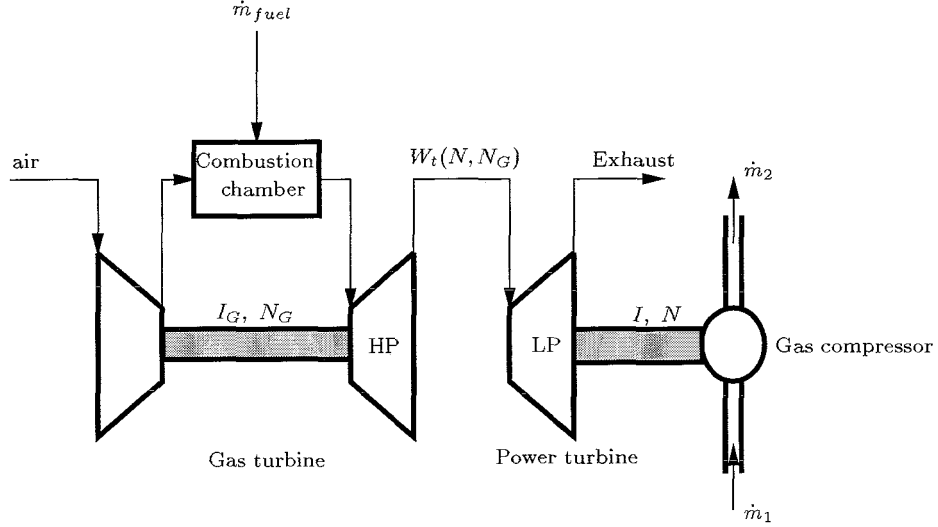 ṁ_fuel
air
Combustion
chamber
W_t(N, N_G)
Exhaust
ṁ_2
I_G, N_G
I, N
HP
LP
Gas compressor
Gas turbine
Power turbine
ṁ_1